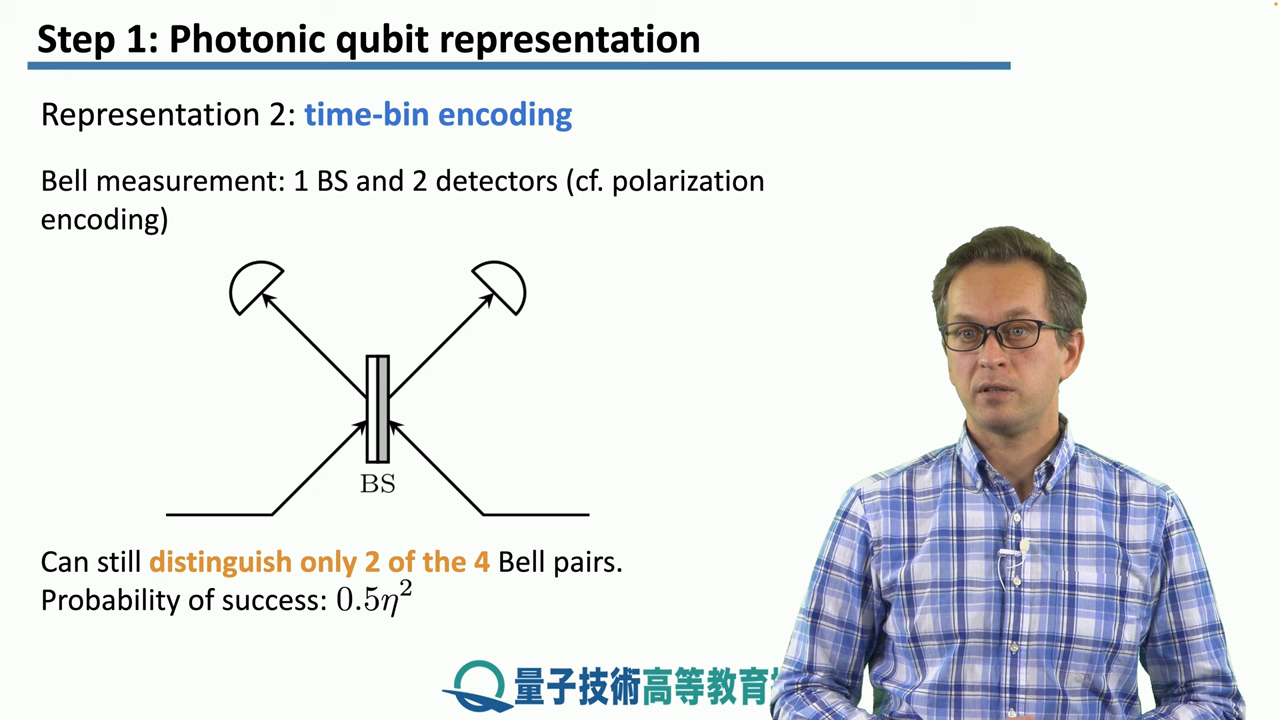 Step 1: Photonic qubit representation
Representation 2: time-bin encoding
Bell measurement: 1 BS and 2 detectors (cf. polarization
encoding)
BS
Can still distinguish only 2 of the 4 Bell pairs.
Probability of success: 0.5η²
量子技術高等教育